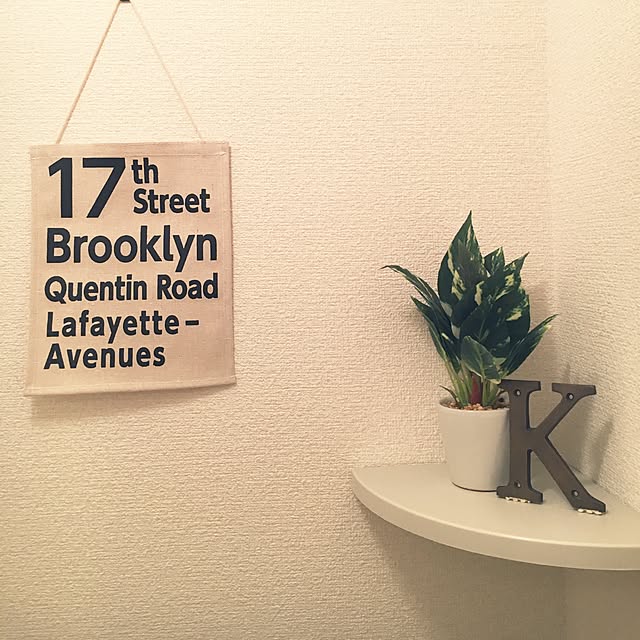 17th
Street
Brooklyn
Quentin Road
Lafayette-
Avenues
K